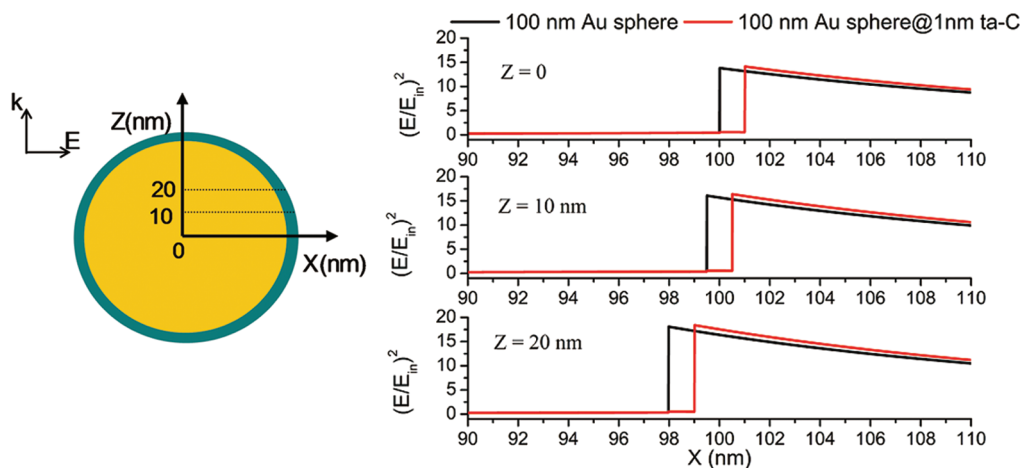 100 nm Au sphere
100 nm Au sphere@1nm ta-C
k
E
Z(nm)
20
10
0
X(nm)
(E/E_in)^2
20
15
10
5
0
Z = 0
90 92 94 96 98 100 102 104 106 108 110
(E/E_in)^2
20
15
10
5
0
Z = 10 nm
90 92 94 96 98 100 102 104 106 108 110
(E/E_in)^2
20
15
10
5
0
Z = 20 nm
90 92 94 96 98 100 102 104 106 108 110
X (nm)